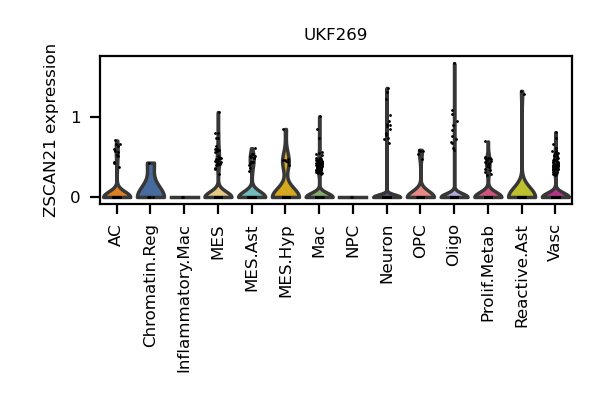 UKF269
ZSCAN21 expression
1
0
AC
Chromatin.Reg
Inflammatory.Mac
MES
MES.Ast
MES.Hyp
Mac
NPC
Neuron
OPC
Oligo
Prolif.Metab
Reactive.Ast
Vasc